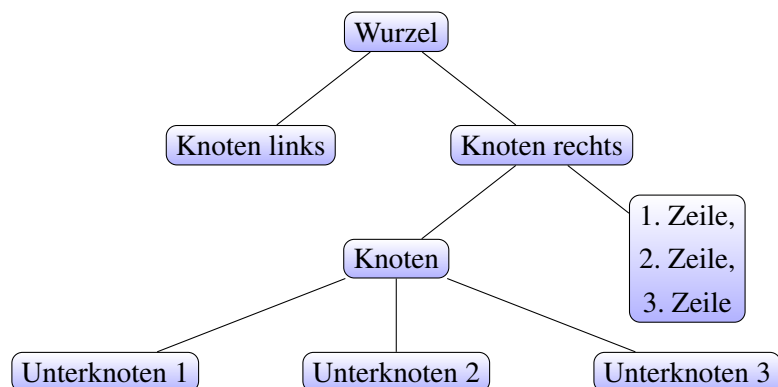 Wurzel
Knoten links
Knoten rechts
1. Zeile,
2. Zeile,
3. Zeile
Knoten
Unterknoten 1
Unterknoten 2
Unterknoten 3